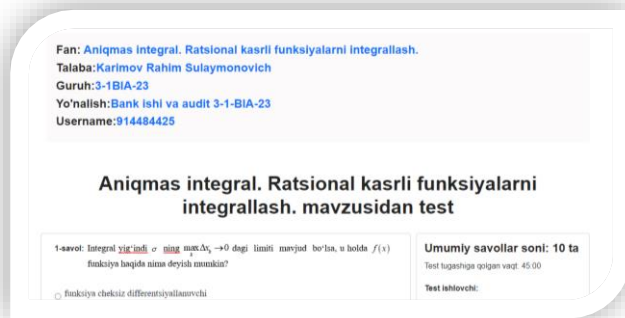 Fan: Aniqmas integral. Ratsional kasrli funksiyalarni integrallash.
Talaba:Karimov Rahim Sulaymonovich
Guruh:3-1BIA-23
Yo'nalish:Bank ishi va audit 3-1-BIA-23
Username:914484425
Aniqmas integral. Ratsional kasrli funksiyalarni
integrallash. mavzusidan test
1-savol: Integral yig‘indi σ ning max Δxₖ →0 dagi limiti mavjud bo‘lsa, u holda f(x)
funksiya haqida nima deyish mumkin?
funksiya cheksiz differentsiyallanuvchi
Umumiy savollar soni: 10 ta
Test tugashiga qolgan vaqt: 45:00
Test ishlovchi: